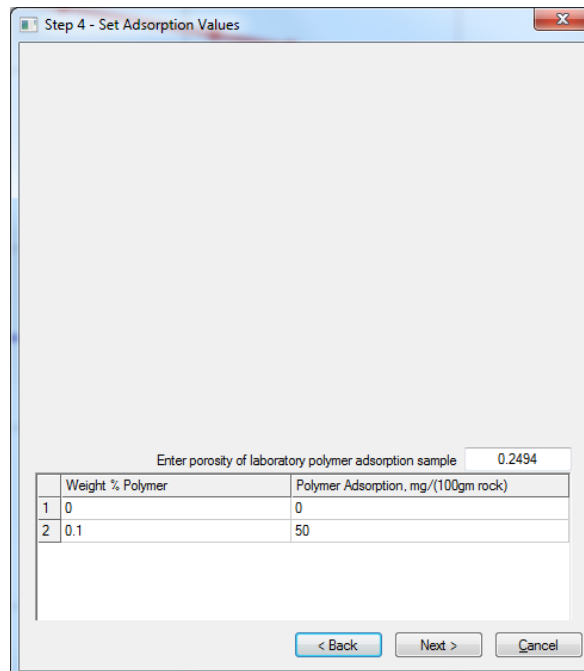 Step 4 - Set Adsorption Values
Enter porosity of laboratory polymer adsorption sample 0.2494
Weight % Polymer Polymer Adsorption, mg/(100gm rock)
1 0 0
2 0.1 50
< Back Next > Cancel